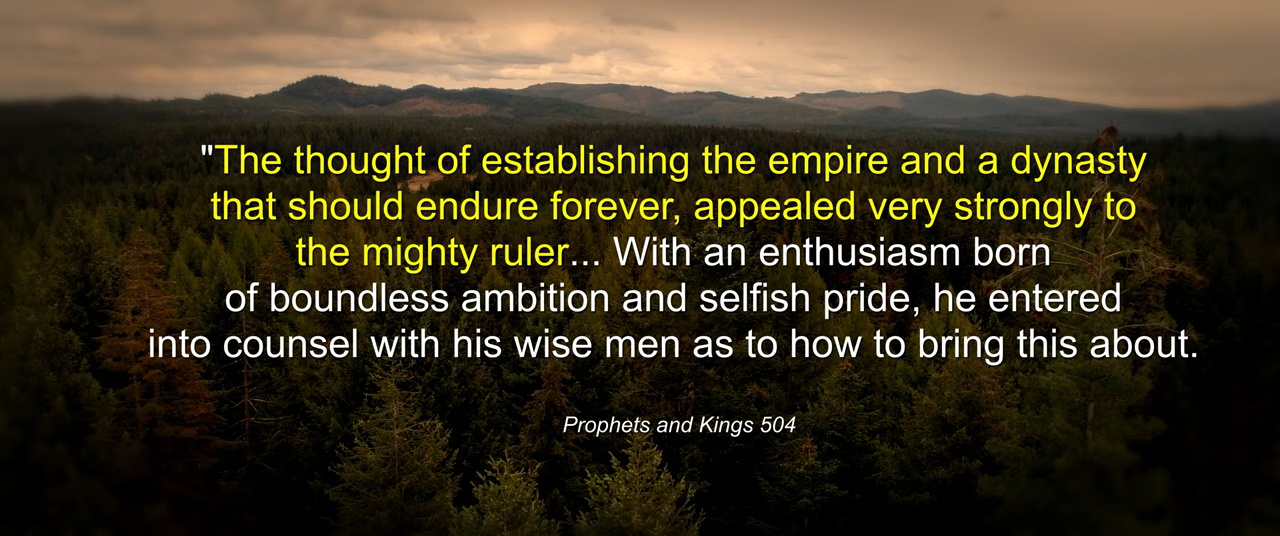 "The thought of establishing the empire and a dynasty
that should endure forever, appealed very strongly to
the mighty ruler... With an enthusiasm born
of boundless ambition and selfish pride, he entered
into counsel with his wise men as to how to bring this about.
Prophets and Kings 504